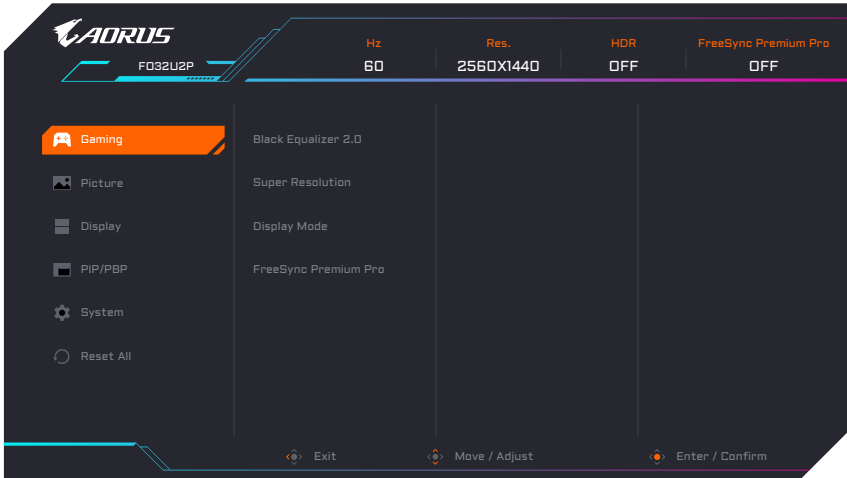 AORUS
FO32U2P
Hz
Res.
HDR
FreeSync Premium Pro
60
2560X1440
OFF
OFF
Gaming
Picture
Display
PIP/PBP
System
Reset All
Black Equalizer 2.0
Super Resolution
Display Mode
FreeSync Premium Pro
Exit
Move / Adjust
Enter / Confirm